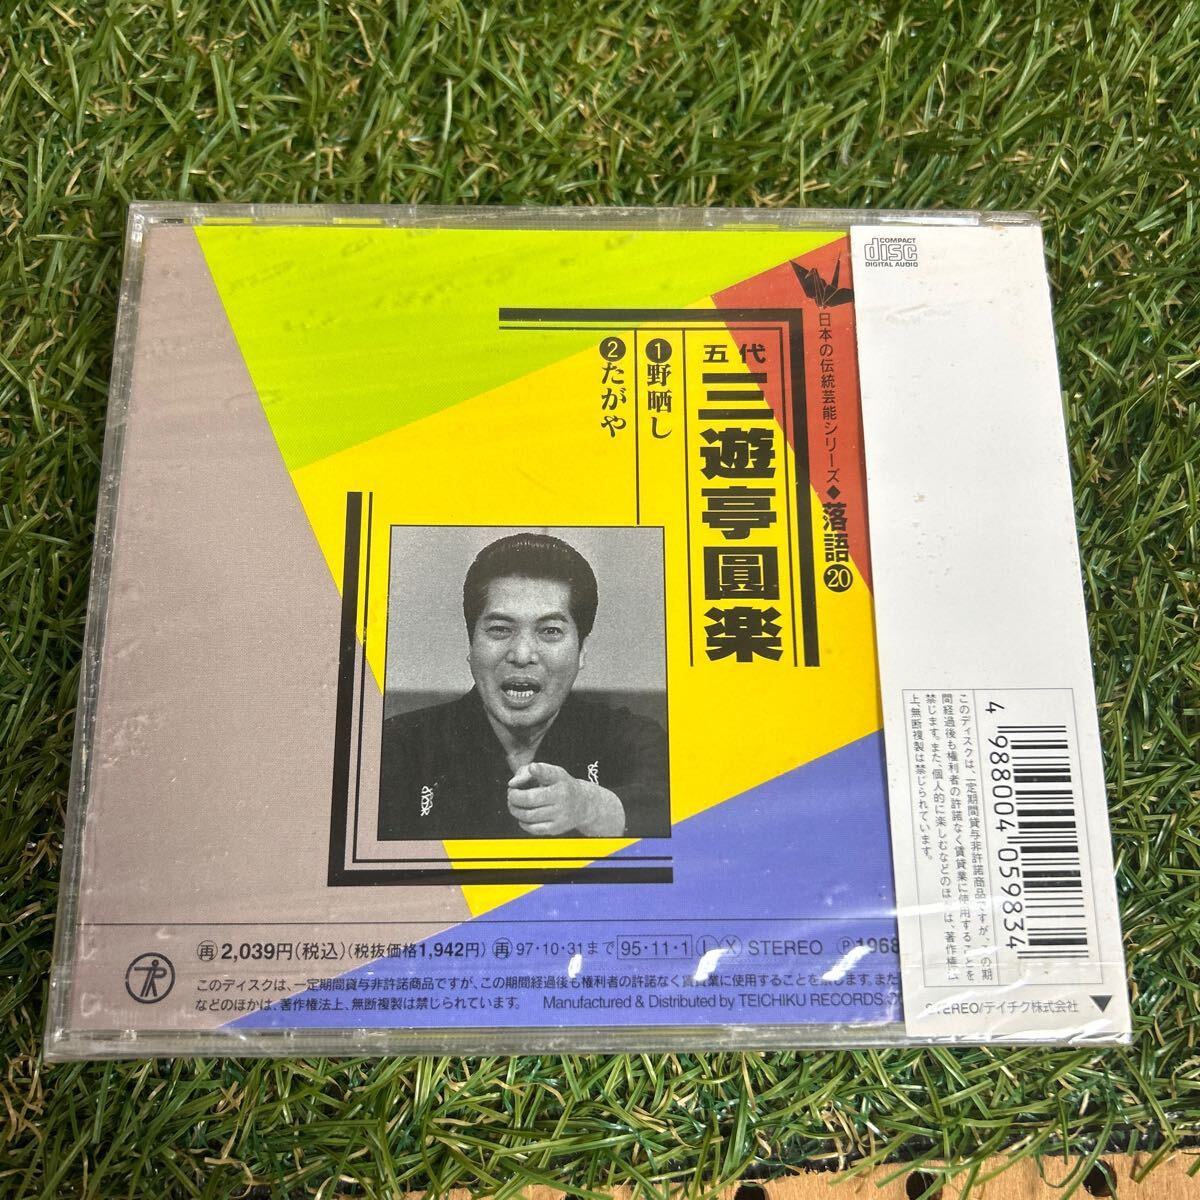 COMPACT
disc
DIGITAL AUDIO
日本の伝統芸能シリーズ◆落語⑳
五代
三遊亭圓楽
❶野晒し
❷たがや
このディスクは、一定期間貸与非許諾商品ですが、この期
間経過後も権利者の許諾なく賃貸業に使用することを
禁じます。また、個人的に楽しむなどのほかは、著作権法
上、無断複製は禁じられています。
4 988004 059834
STEREO/テイチク株式会社
再 2,039円(税込)(税抜価格1,942円) 再 97·10·31まで 95·11·1 L X STEREO Ⓟ1968
このディスクは、一定期間貸与非許諾商品ですが、この期間経過後も権利者の許諾なく賃貸業に使用することを禁じます。また
などのほかは、著作権法上、無断複製は禁じられています。 Manufactured & Distributed by TEICHIKU RECORDS